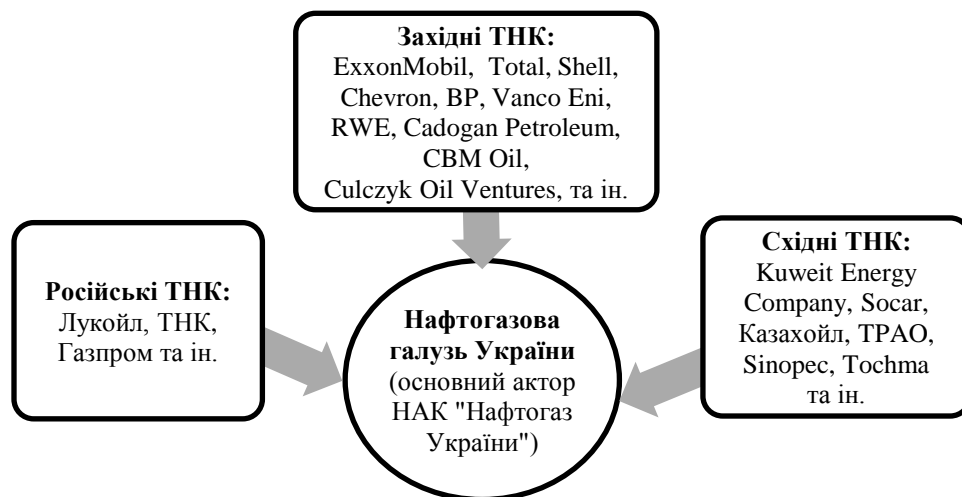 Західні ТНК:
ExxonMobil, Total, Shell,
Chevron, BP, Vanco Eni,
RWE, Cadogan Petroleum,
CBM Oil,
Culczyk Oil Ventures, та ін.
Російські ТНК:
Лукойл, ТНК,
Газпром та ін.
Нафтогазова
галузь України
(основний актор
НАК "Нафтогаз
України")
Східні ТНК:
Kuweit Energy
Company, Socar,
Казахойл, ТРАО,
Sinopec, Tochma
та ін.